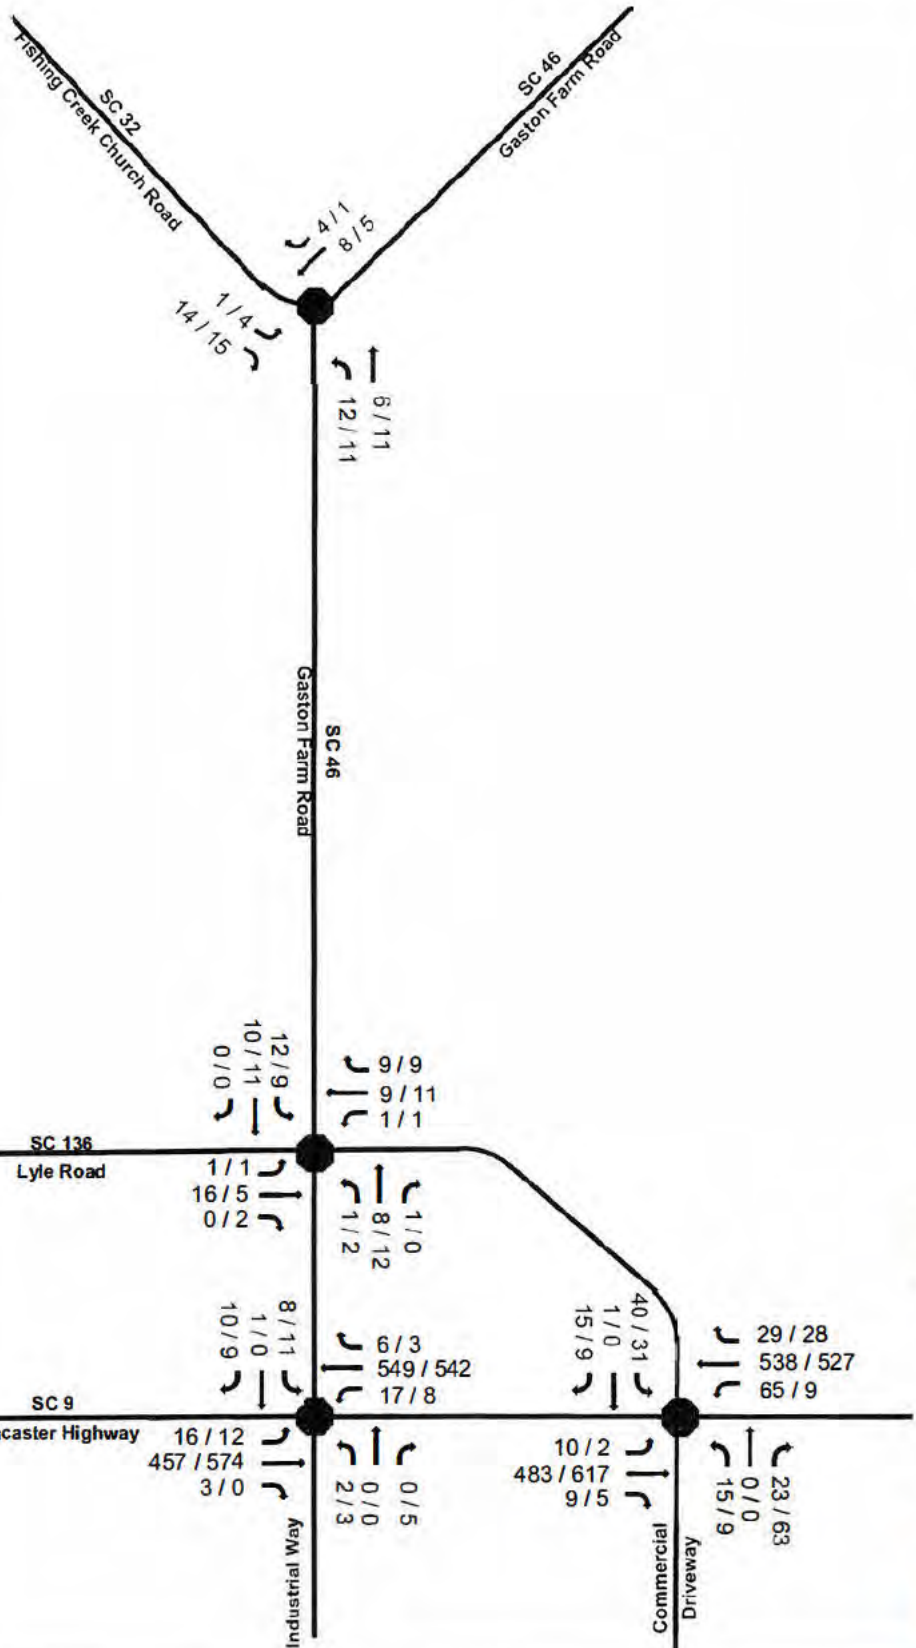 SC 32
Fishing Creek Church Road
SC 46
Gaston Farm Road
4 / 1
8 / 5
1 / 4
14 / 15
6 / 11
12 / 11
SC 46
Gaston Farm Road
12 / 9
10 / 11
0 / 0
9 / 9
9 / 11
1 / 1
SC 136
Lyle Road
1 / 1
16 / 5
0 / 2
1 / 0
8 / 12
1 / 2
8 / 11
1 / 0
10 / 9
6 / 3
549 / 542
17 / 8
40 / 31
1 / 0
15 / 9
29 / 28
538 / 527
65 / 9
SC 9
ncaster Highway
16 / 12
457 / 574
3 / 0
0 / 5
0 / 0
2 / 3
10 / 2
483 / 617
9 / 5
23 / 63
0 / 0
15 / 9
Industrial Way
Commercial
Driveway